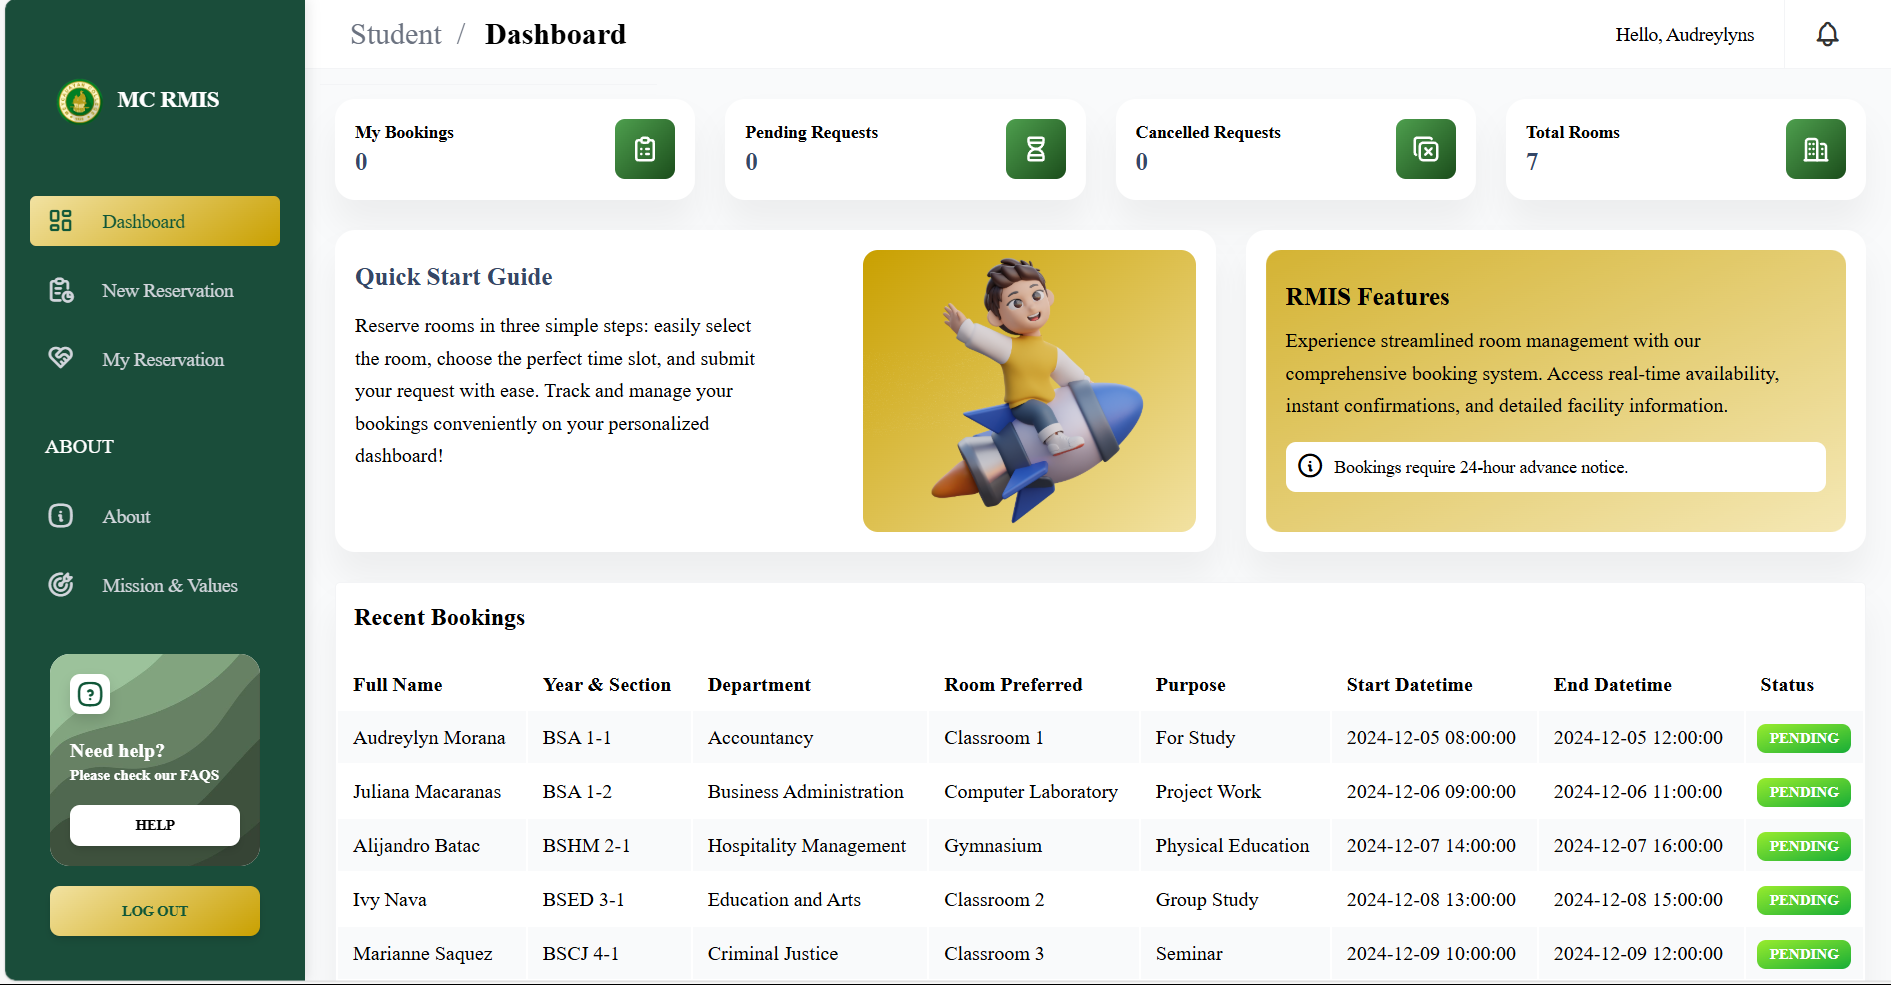 MC RMIS
Dashboard
New Reservation
My Reservation
ABOUT
About
Mission & Values
Need help?
Please check our FAQS
HELP
LOG OUT
Student / Dashboard
Hello, Audreylyns
My Bookings
0
Pending Requests
0
Cancelled Requests
0
Total Rooms
7
Quick Start Guide
Reserve rooms in three simple steps: easily select
the room, choose the perfect time slot, and submit
your request with ease. Track and manage your
bookings conveniently on your personalized
dashboard!
RMIS Features
Experience streamlined room management with our
comprehensive booking system. Access real-time availability,
instant confirmations, and detailed facility information.
Bookings require 24-hour advance notice.
Recent Bookings
Full Name Year & Section Department Room Preferred Purpose Start Datetime End Datetime Status
Audreylyn Morana BSA 1-1 Accountancy Classroom 1 For Study 2024-12-05 08:00:00 2024-12-05 12:00:00 PENDING
Juliana Macaranas BSA 1-2 Business Administration Computer Laboratory Project Work 2024-12-06 09:00:00 2024-12-06 11:00:00 PENDING
Alijandro Batac BSHM 2-1 Hospitality Management Gymnasium Physical Education 2024-12-07 14:00:00 2024-12-07 16:00:00 PENDING
Ivy Nava BSED 3-1 Education and Arts Classroom 2 Group Study 2024-12-08 13:00:00 2024-12-08 15:00:00 PENDING
Marianne Saquez BSCJ 4-1 Criminal Justice Classroom 3 Seminar 2024-12-09 10:00:00 2024-12-09 12:00:00 PENDING